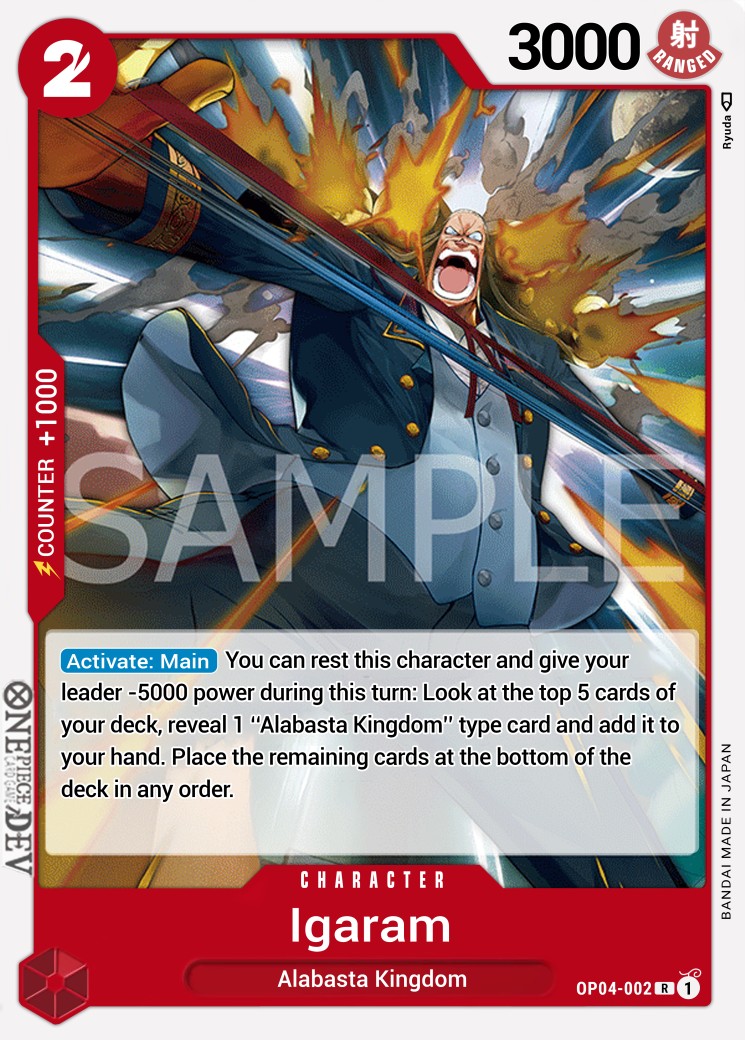 2
3000
射
RANGED
Ryuda
COUNTER +1000
SAMPLE
Activate: Main You can rest this character and give your
leader -5000 power during this turn: Look at the top 5 cards of
your deck, reveal 1 “Alabasta Kingdom” type card and add it to
your hand. Place the remaining cards at the bottom of the
deck in any order.
ONE PIECE
CARD GAME
.DEV
BANDAI MADE IN JAPAN
CHARACTER
Igaram
Alabasta Kingdom
OP04-002 R 1